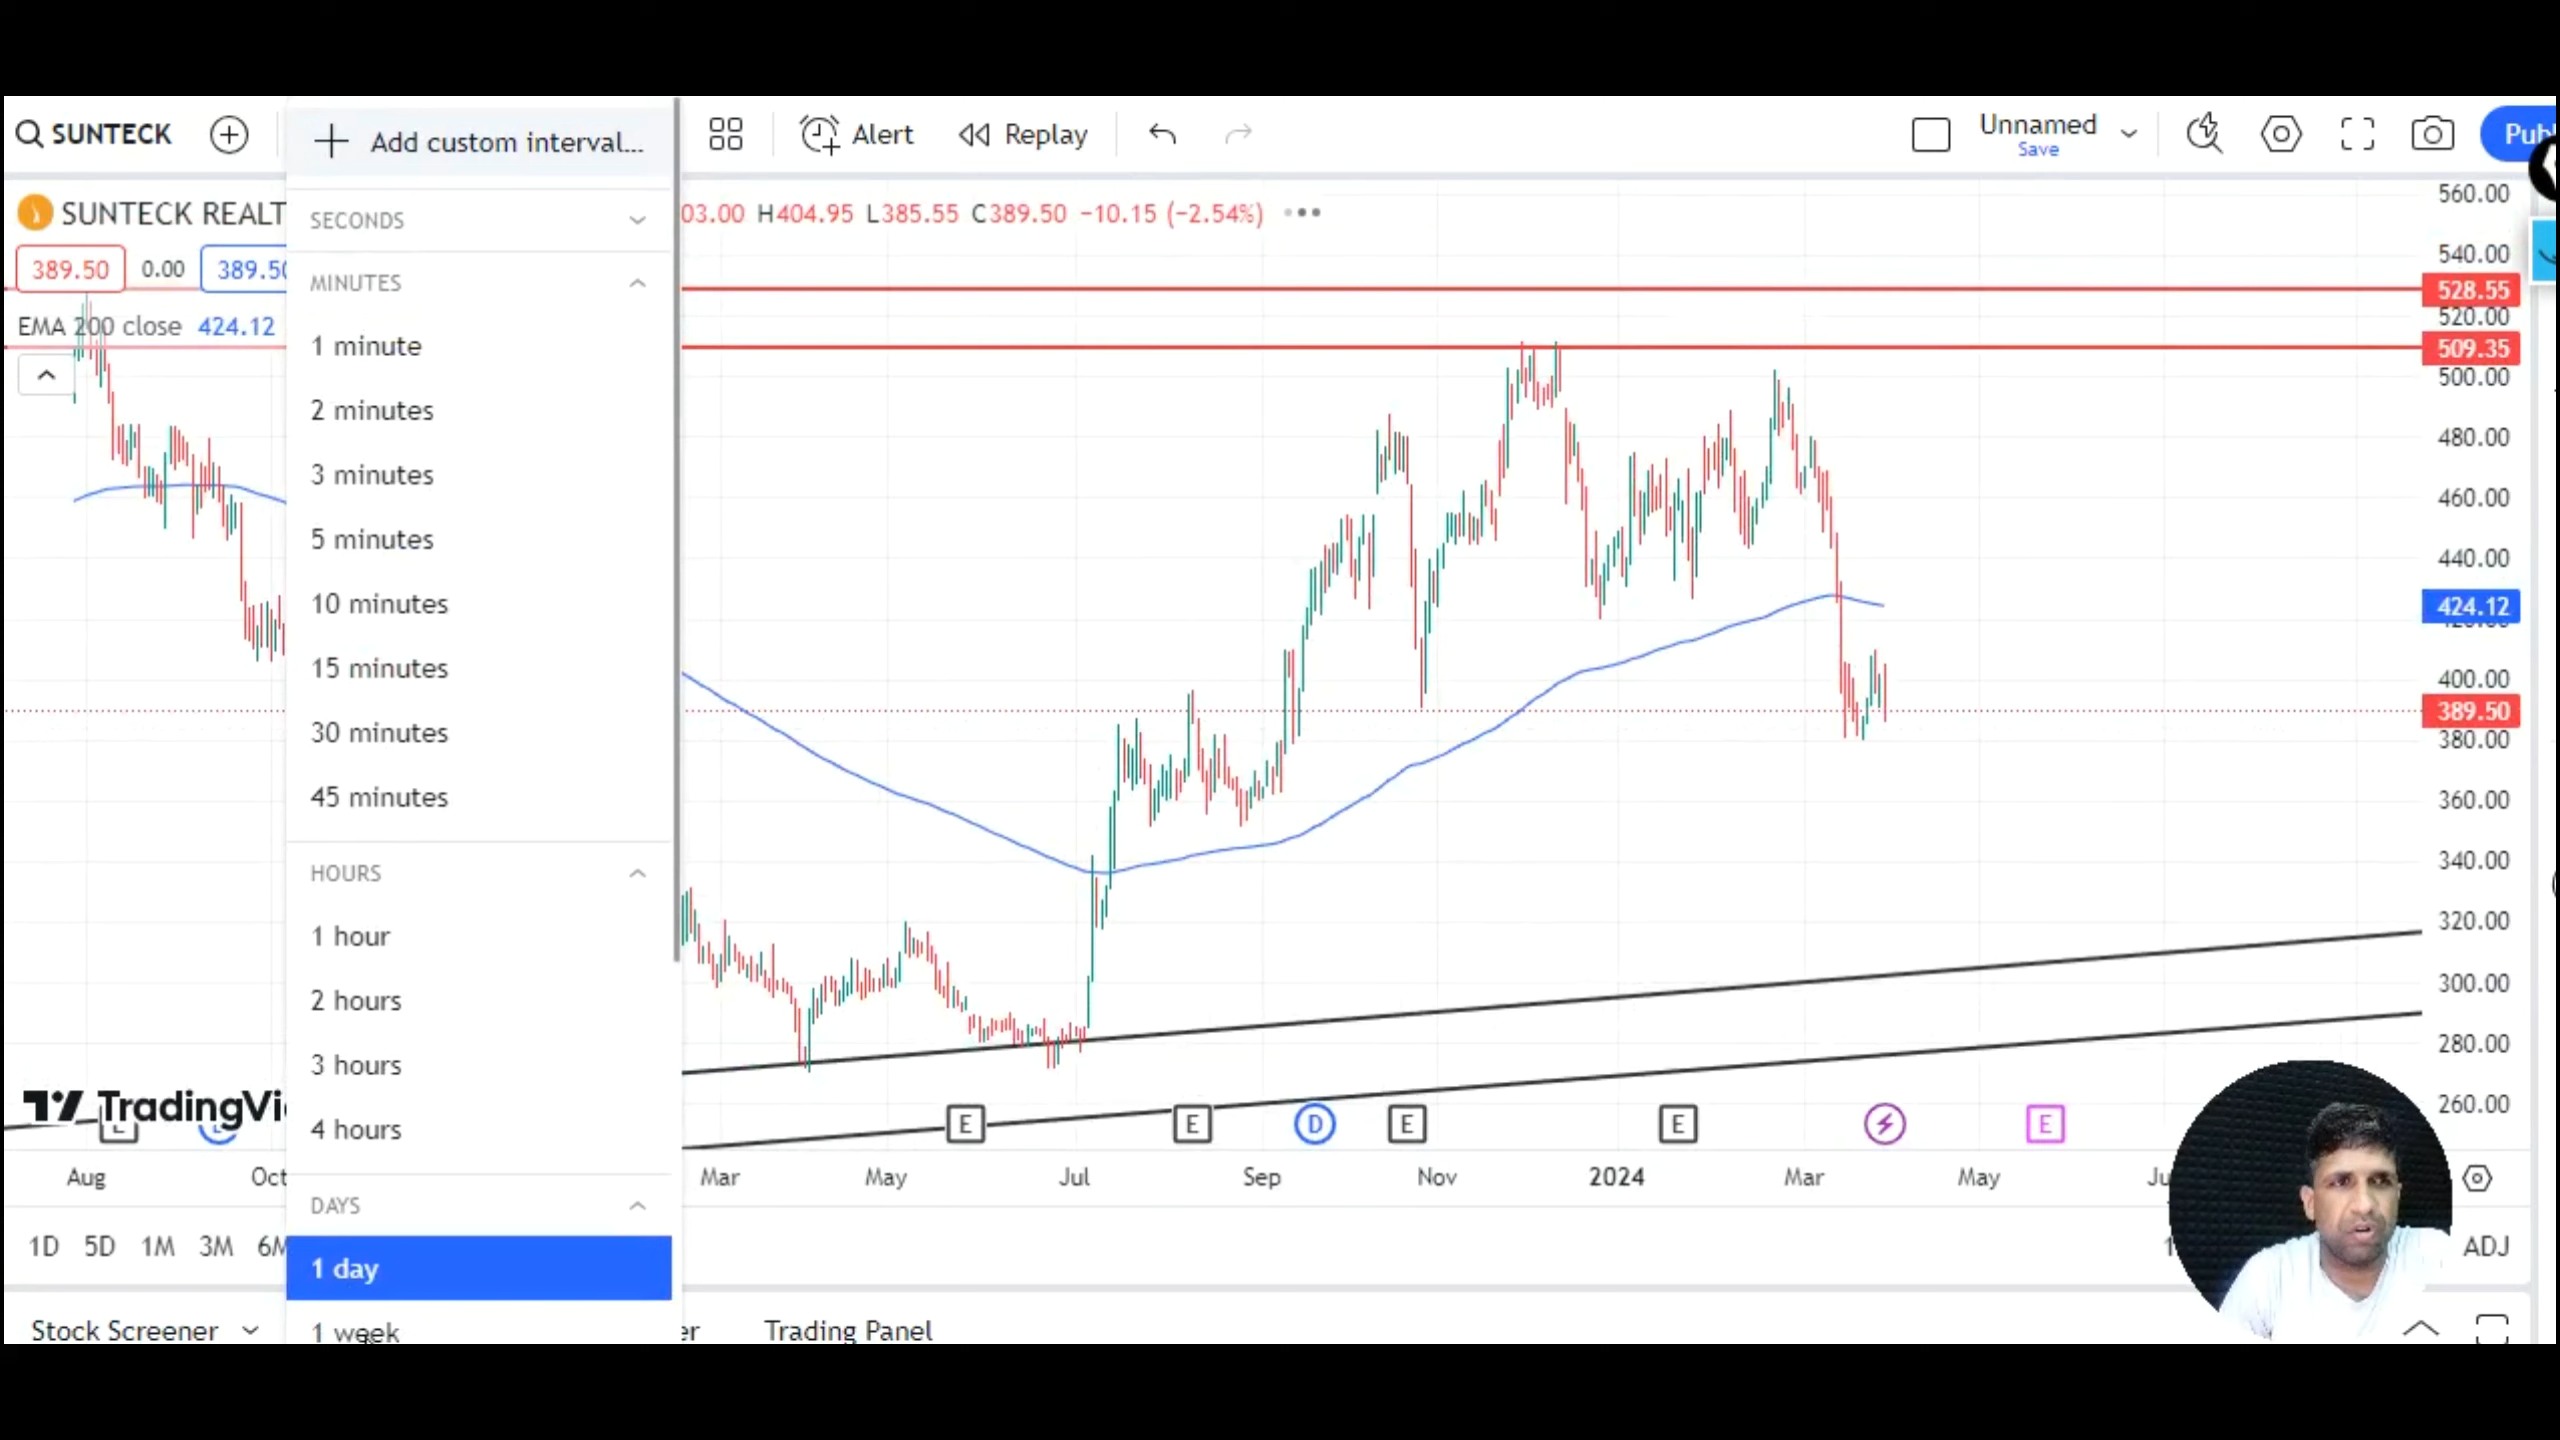 SUNTECK
Add custom interval...
Alert
Replay
Unnamed
Save
SUNTECK REALT
03.00 H404.95 L385.55 C389.50 −10.15 (−2.54%)
389.50 0.00 389.50
EMA 200 close 424.12
SECONDS
MINUTES
1 minute
2 minutes
3 minutes
5 minutes
10 minutes
15 minutes
30 minutes
45 minutes
HOURS
1 hour
2 hours
3 hours
4 hours
DAYS
1 day
1 week
560.00
540.00
528.55
520.00
509.35
500.00
480.00
460.00
440.00
424.12
400.00
389.50
380.00
360.00
340.00
320.00
300.00
280.00
260.00
TradingVi
E E D E E E
Aug Oct Mar May Jul Sep Nov 2024 Mar May
1D 5D 1M 3M 6M
ADJ
Stock Screener
er
Trading Panel